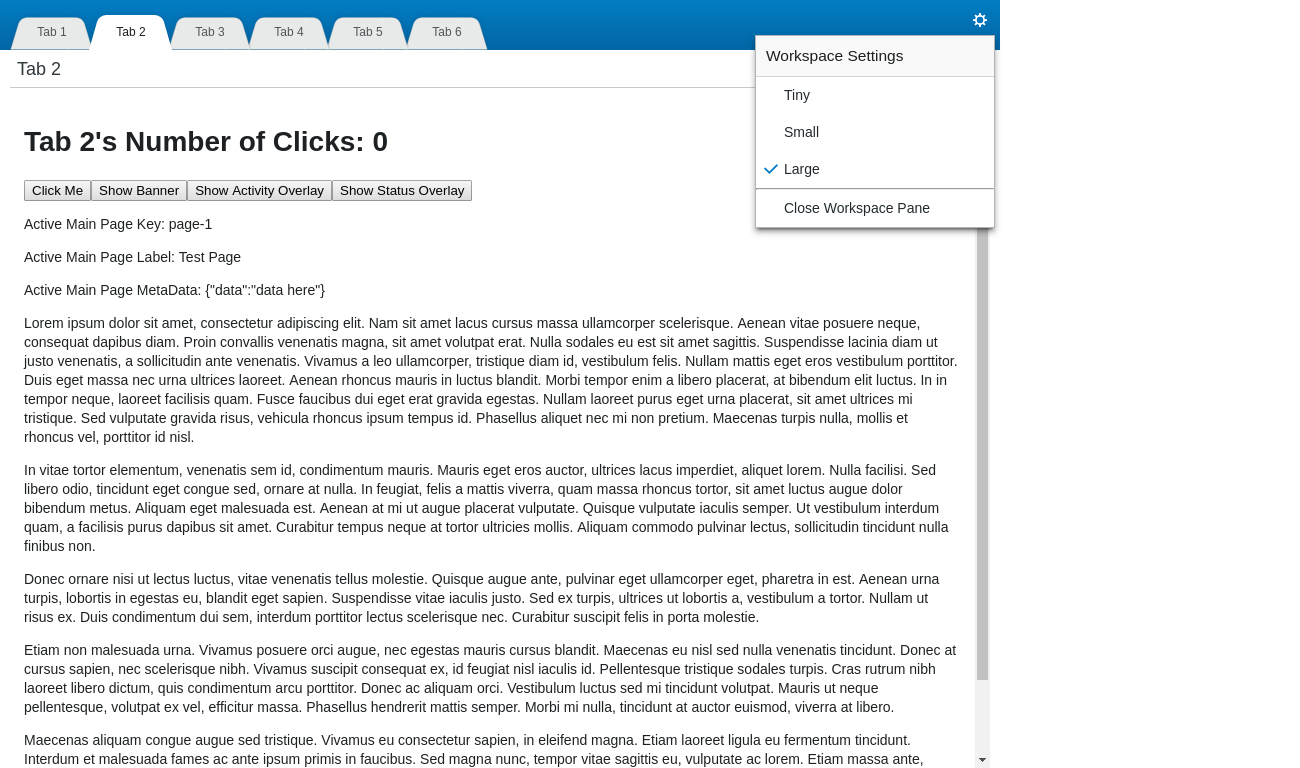 Tab 1
Tab 2
Tab 3
Tab 4
Tab 5
Tab 6
Tab 2
Workspace Settings
Tiny
Small
Large
Close Workspace Pane
Tab 2's Number of Clicks: 0
Click Me
Show Banner
Show Activity Overlay
Show Status Overlay
Active Main Page Key: page-1
Active Main Page Label: Test Page
Active Main Page MetaData: {"data":"data here"}
Lorem ipsum dolor sit amet, consectetur adipiscing elit. Nam sit amet lacus cursus massa ullamcorper scelerisque. Aenean vitae posuere neque,
consequat dapibus diam. Proin convallis venenatis magna, sit amet volutpat erat. Nulla sodales eu est sit amet sagittis. Suspendisse lacinia diam ut
justo venenatis, a sollicitudin ante venenatis. Vivamus a leo ullamcorper, tristique diam id, vestibulum felis. Nullam mattis eget eros vestibulum porttitor.
Duis eget massa nec urna ultrices laoreet. Aenean rhoncus mauris in luctus blandit. Morbi tempor enim a libero placerat, at bibendum elit luctus. In in
tempor neque, laoreet facilisis quam. Fusce faucibus dui eget erat gravida egestas. Nullam laoreet purus eget urna placerat, sit amet ultrices mi
tristique. Sed vulputate gravida risus, vehicula rhoncus ipsum tempus id. Phasellus aliquet nec mi non pretium. Maecenas turpis nulla, mollis et
rhoncus vel, porttitor id nisl.
In vitae tortor elementum, venenatis sem id, condimentum mauris. Mauris eget eros auctor, ultrices lacus imperdiet, aliquet lorem. Nulla facilisi. Sed
libero odio, tincidunt eget congue sed, ornare at nulla. In feugiat, felis a mattis viverra, quam massa rhoncus tortor, sit amet luctus augue dolor
bibendum metus. Aliquam eget malesuada est. Aenean at mi ut augue placerat vulputate. Quisque vulputate iaculis semper. Ut vestibulum interdum
quam, a facilisis purus dapibus sit amet. Curabitur tempus neque at tortor ultricies mollis. Aliquam commodo pulvinar lectus, sollicitudin tincidunt nulla
finibus non.
Donec ornare nisi ut lectus luctus, vitae venenatis tellus molestie. Quisque augue ante, pulvinar eget ullamcorper eget, pharetra in est. Aenean urna
turpis, lobortis in egestas eu, blandit eget sapien. Suspendisse vitae iaculis justo. Sed ex turpis, ultrices ut lobortis a, vestibulum a tortor. Nullam ut
risus ex. Duis condimentum dui sem, interdum porttitor lectus scelerisque nec. Curabitur suscipit felis in porta molestie.
Etiam non malesuada urna. Vivamus posuere orci augue, nec egestas mauris cursus blandit. Maecenas eu nisl sed nulla venenatis tincidunt. Donec at
cursus sapien, nec scelerisque nibh. Vivamus suscipit consequat ex, id feugiat nisl iaculis id. Pellentesque tristique sodales turpis. Cras rutrum nibh
laoreet libero dictum, quis condimentum arcu porttitor. Donec ac aliquam orci. Vestibulum luctus sed mi tincidunt volutpat. Mauris ut neque
pellentesque, volutpat ex vel, efficitur massa. Phasellus hendrerit mattis semper. Morbi mi nulla, tincidunt at auctor euismod, viverra at libero.
Maecenas aliquam congue augue sed tristique. Vivamus eu consectetur sapien, in eleifend magna. Etiam laoreet ligula eu fermentum tincidunt.
Interdum et malesuada fames ac ante ipsum primis in faucibus. Sed magna nunc, tempor vitae sagittis eu, vulputate ac lorem. Etiam massa ante,